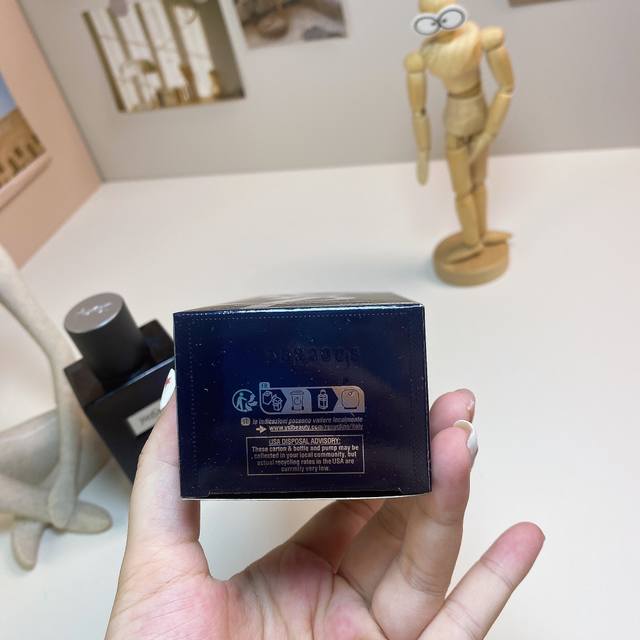 le indicazioni possono variare localmente
www.yslbeauty.com/recycling/italy
USA DISPOSAL ADVISORY:
These carton & bottle and pump may be
collected in your local community, but
actual recycling rates in the USA are
currently very low.